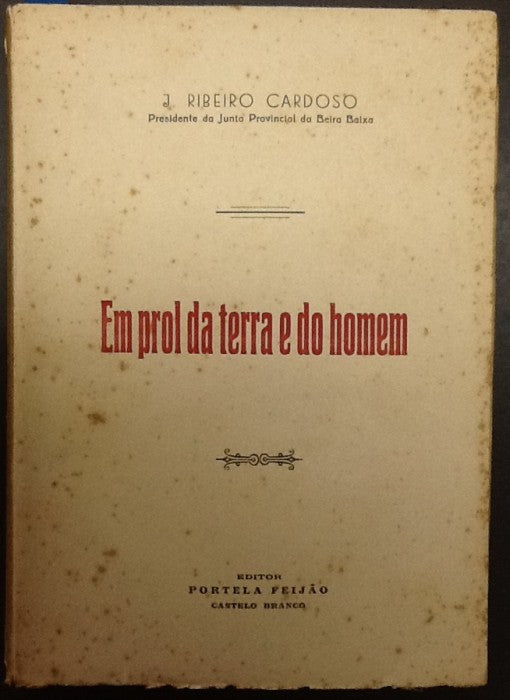 J. RIBEIRO CARDOSO
Presidente da Junta Provincial da Beira Baixa
Em prol da terra e do homem
EDITOR
PORTELA FEIJÃO
CASTELO BRANCO